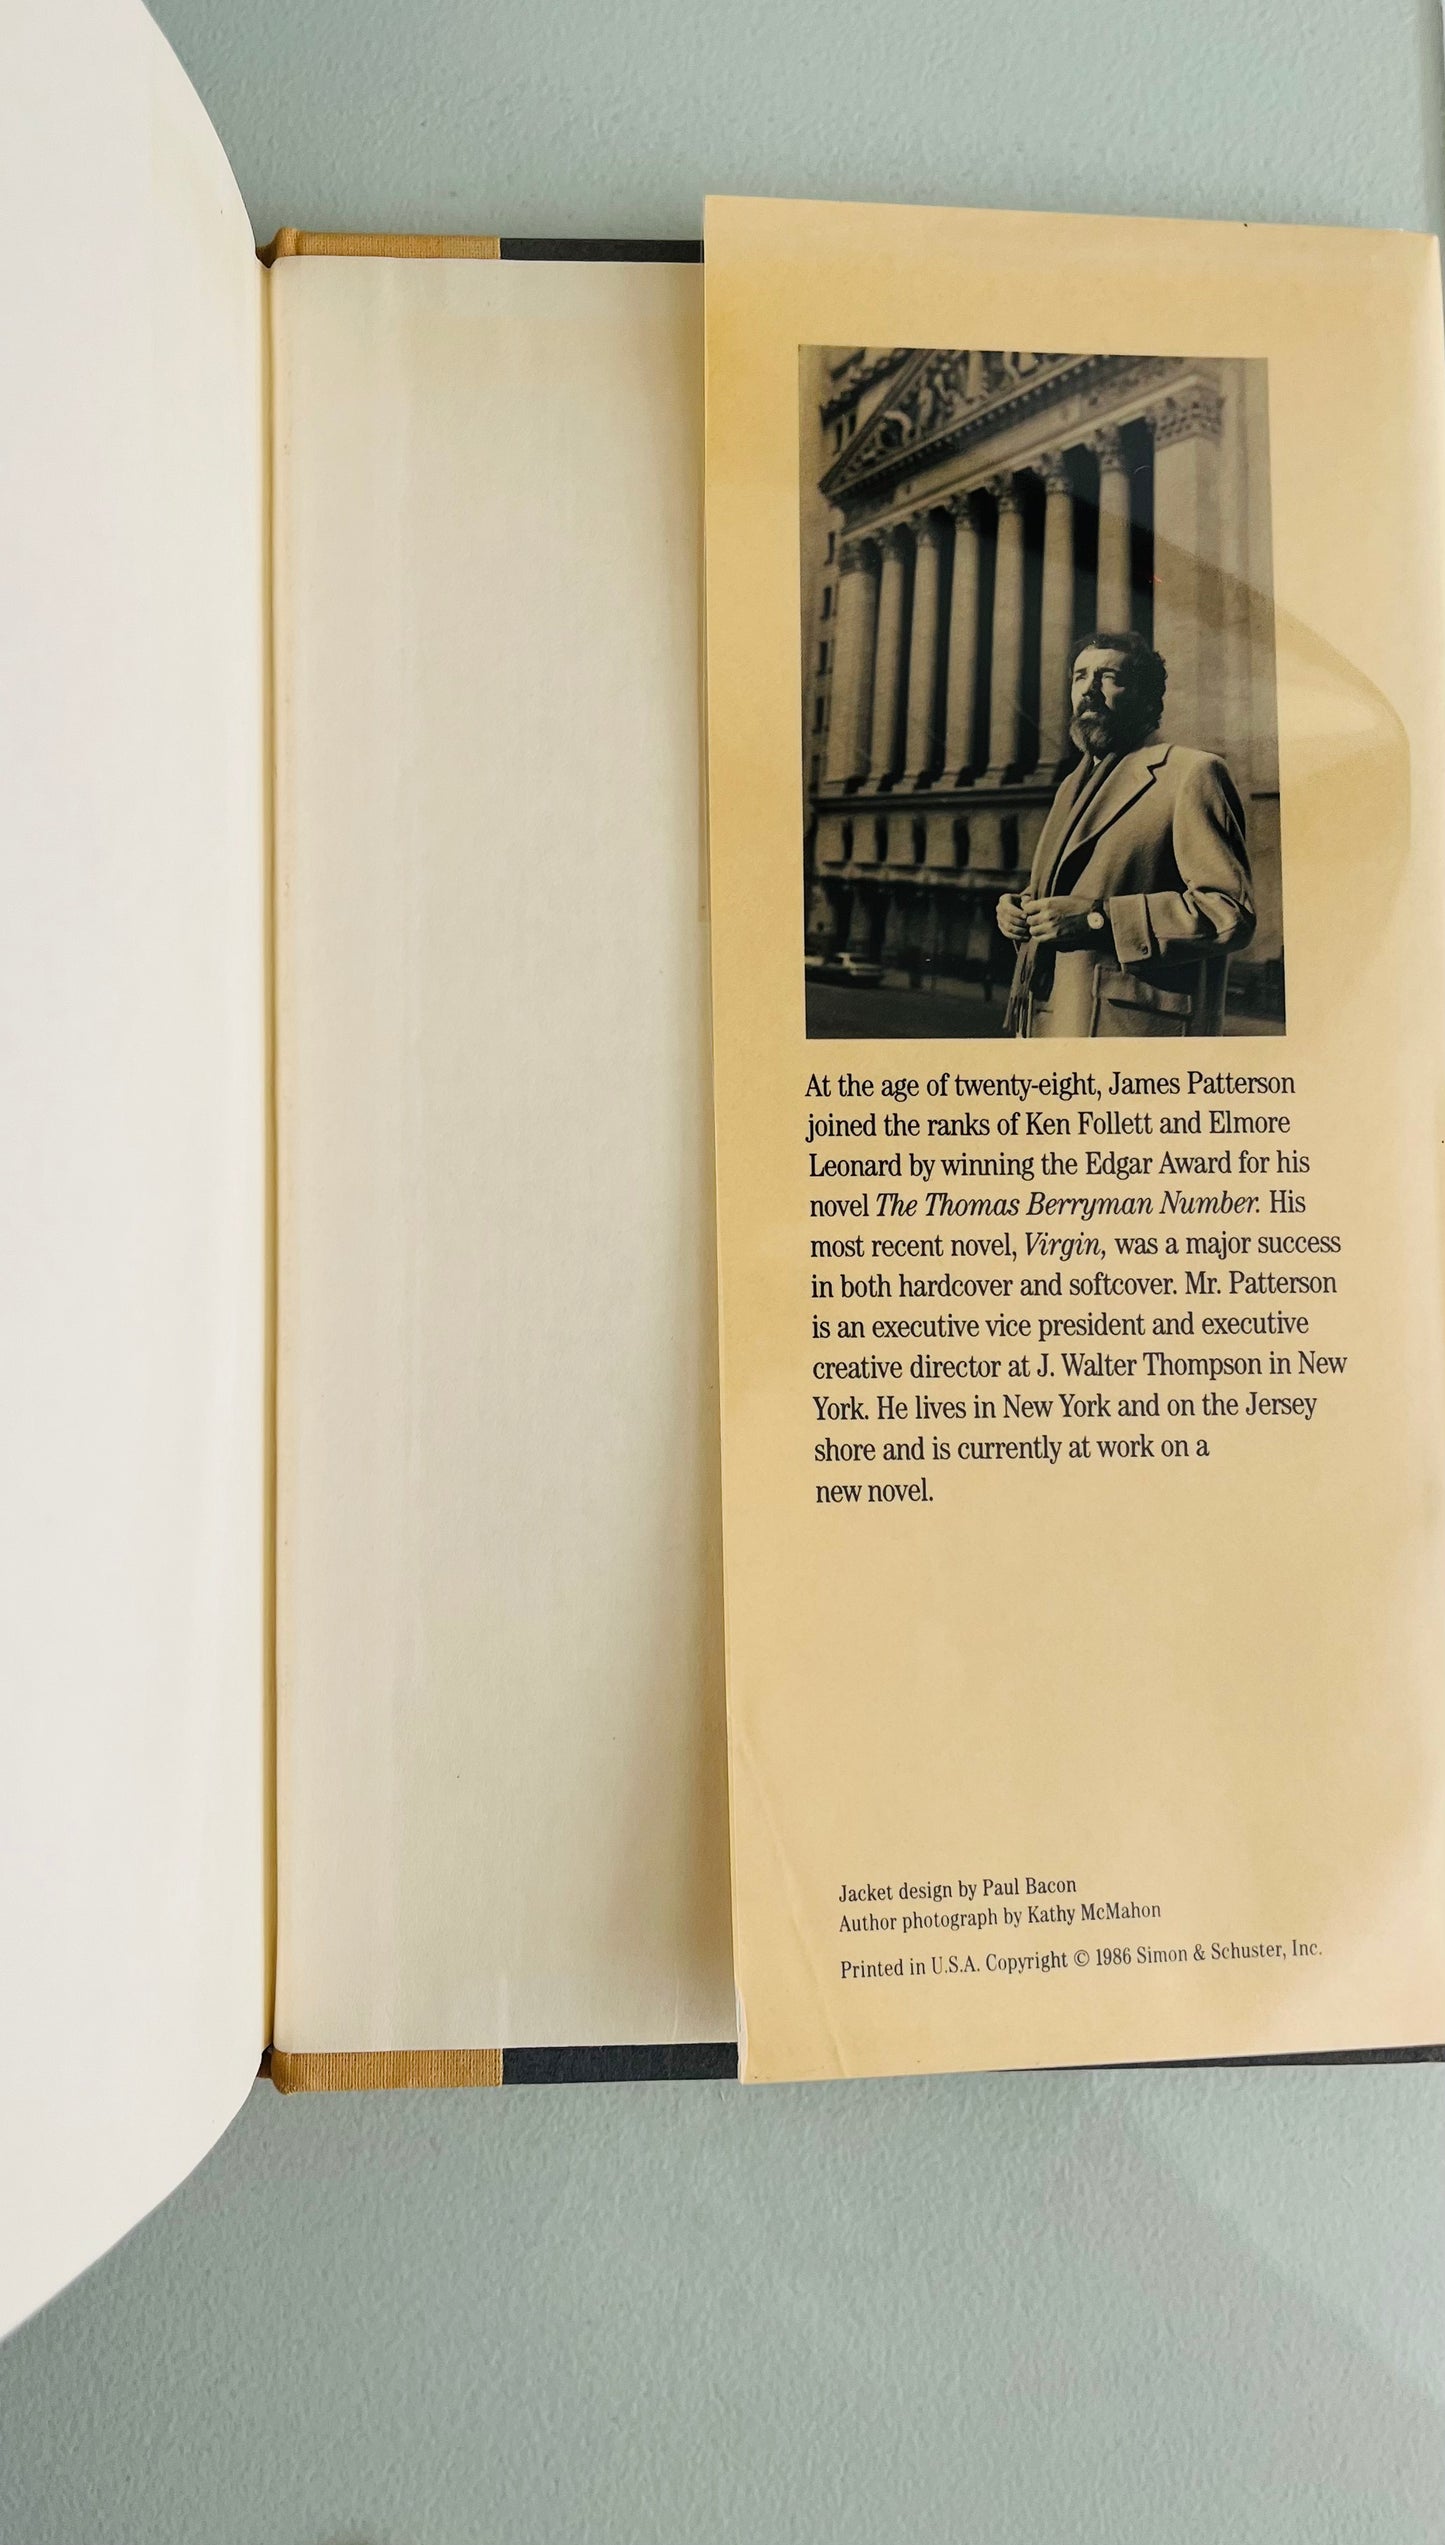 At the age of twenty-eight, James Patterson
joined the ranks of Ken Follett and Elmore
Leonard by winning the Edgar Award for his
novel The Thomas Berryman Number. His
most recent novel, Virgin, was a major success
in both hardcover and softcover. Mr. Patterson
is an executive vice president and executive
creative director at J. Walter Thompson in New
York. He lives in New York and on the Jersey
shore and is currently at work on a
new novel.
Jacket design by Paul Bacon
Author photograph by Kathy McMahon
Printed in U.S.A. Copyright © 1986 Simon & Schuster, Inc.